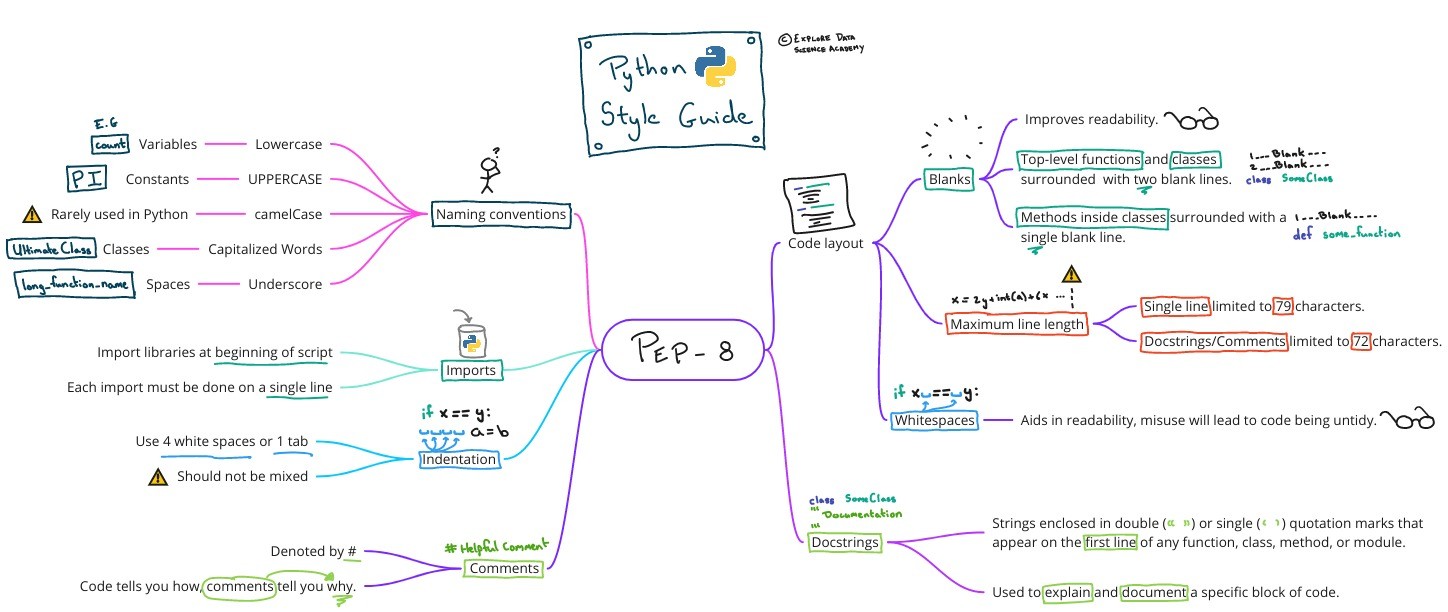 Python
Style Guide
© EXPLORE DATA
SCIENCE ACADEMY
PEP-8
E.G
count Variables Lowercase
PI Constants UPPERCASE
Rarely used in Python camelCase
UltimateClass Classes Capitalized Words
long_function_name Spaces Underscore
?
Naming conventions
Import libraries at beginning of script
Each import must be done on a single line
Imports
if x == y:
a=b
Use 4 white spaces or 1 tab
Should not be mixed
Indentation
Denoted by #
Code tells you how, comments tell you why.
# Helpful Comment
Comments
Code layout
Blanks
Improves readability.
Top-level functions and classes
surrounded with two blank lines.
1---Blank---
2---Blank---
class SomeClass
Methods inside classes surrounded with a
single blank line.
1---Blank----
def some_function
x = 2y+int(a)+6x ...
Maximum line length
Single line limited to 79 characters.
Docstrings/Comments limited to 72 characters.
if x == y:
Whitespaces
Aids in readability, misuse will lead to code being untidy.
class SomeClass
"' Documentation
"'
Docstrings
Strings enclosed in double (“ ”) or single (‘ ’) quotation marks that
appear on the first line of any function, class, method, or module.
Used to explain and document a specific block of code.